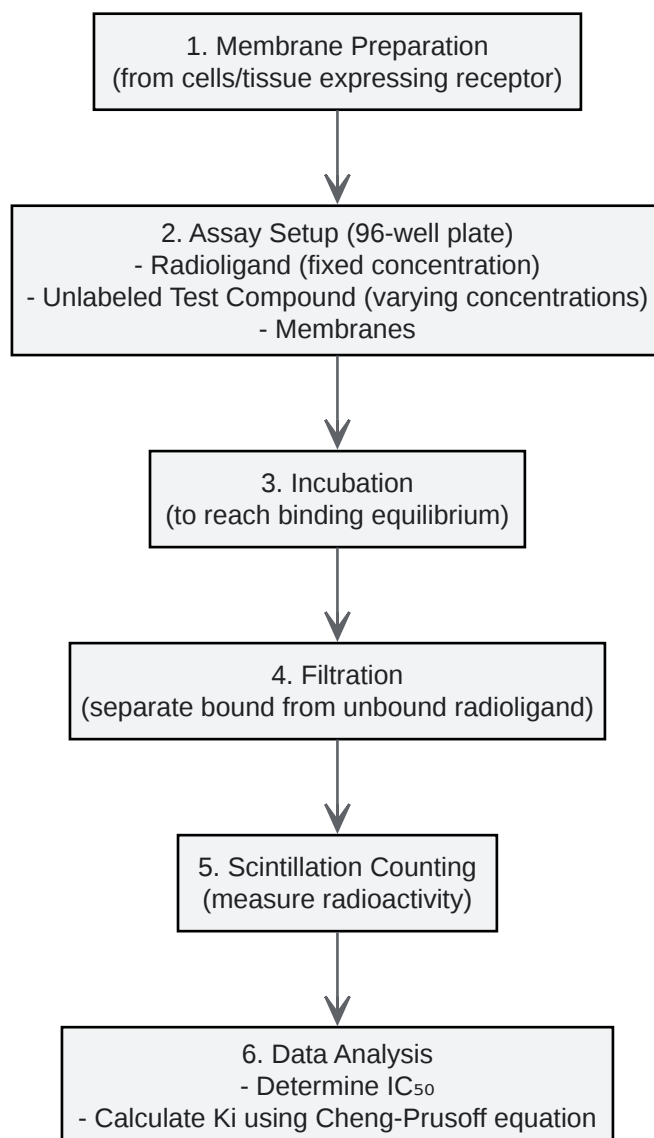 1. Membrane Preparation
(from cells/tissue expressing receptor)
2. Assay Setup (96-well plate)
- Radioligand (fixed concentration)
- Unlabeled Test Compound (varying concentrations)
- Membranes
3. Incubation
(to reach binding equilibrium)
4. Filtration
(separate bound from unbound radioligand)
5. Scintillation Counting
(measure radioactivity)
6. Data Analysis
- Determine IC₅₀
- Calculate Ki using Cheng-Prusoff equation